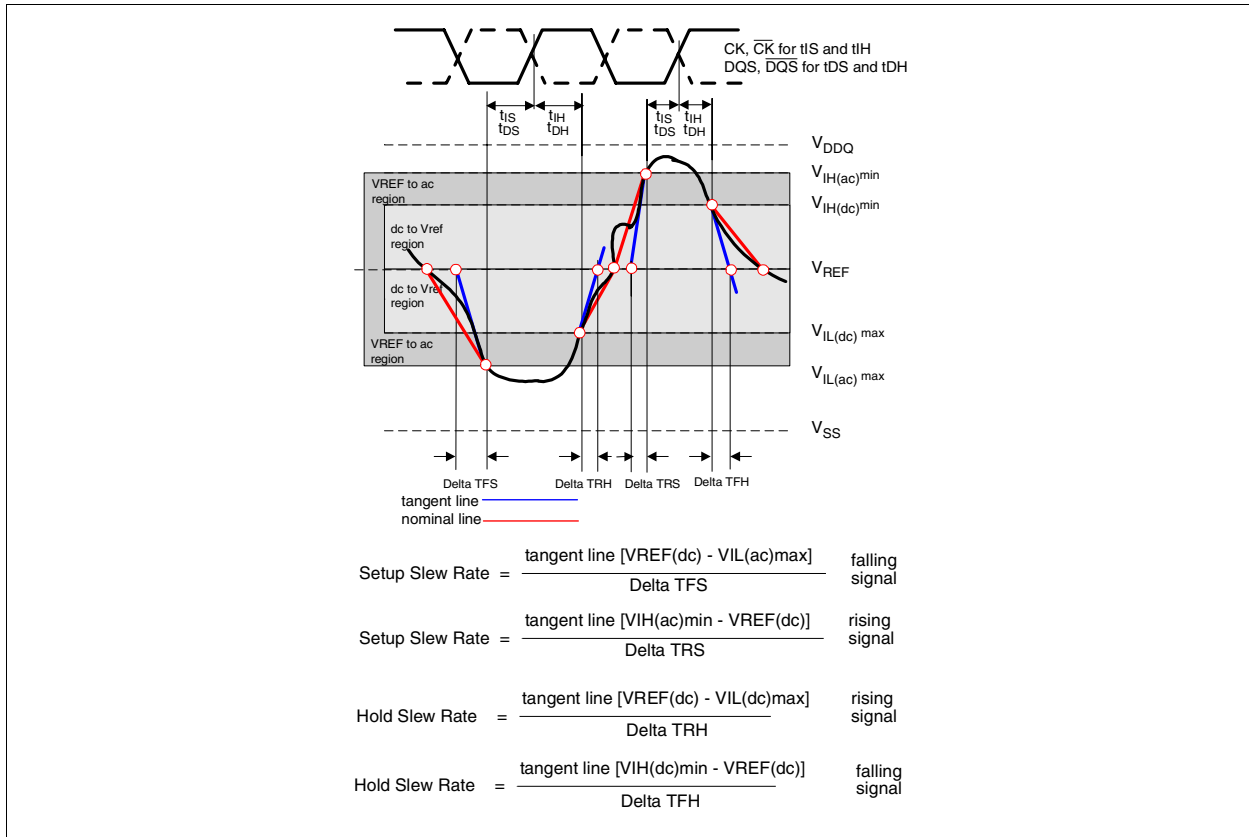 CK, CK for tIS and tIH
DQS, DQS for tDS and tDH
tIS tIH tIS tIH
tDS tDH tDS tDH
VDDQ
VREF to ac
region
VIH(ac)min
VIH(dc)min
dc to Vref
region
VREF
dc to Vref
region
VIL(dc)max
VREF to ac
region
VIL(ac)max
VSS
Delta TFS Delta TRH Delta TRS Delta TFH
tangent line
nominal line
Setup Slew Rate = tangent line [VREF(dc) - VIL(ac)max] falling
Delta TFS signal
Setup Slew Rate = tangent line [VIH(ac)min - VREF(dc)] rising
Delta TRS signal
Hold Slew Rate = tangent line [VREF(dc) - VIL(dc)max] rising
Delta TRH signal
Hold Slew Rate = tangent line [VIH(dc)min - VREF(dc)] falling
Delta TFH signal